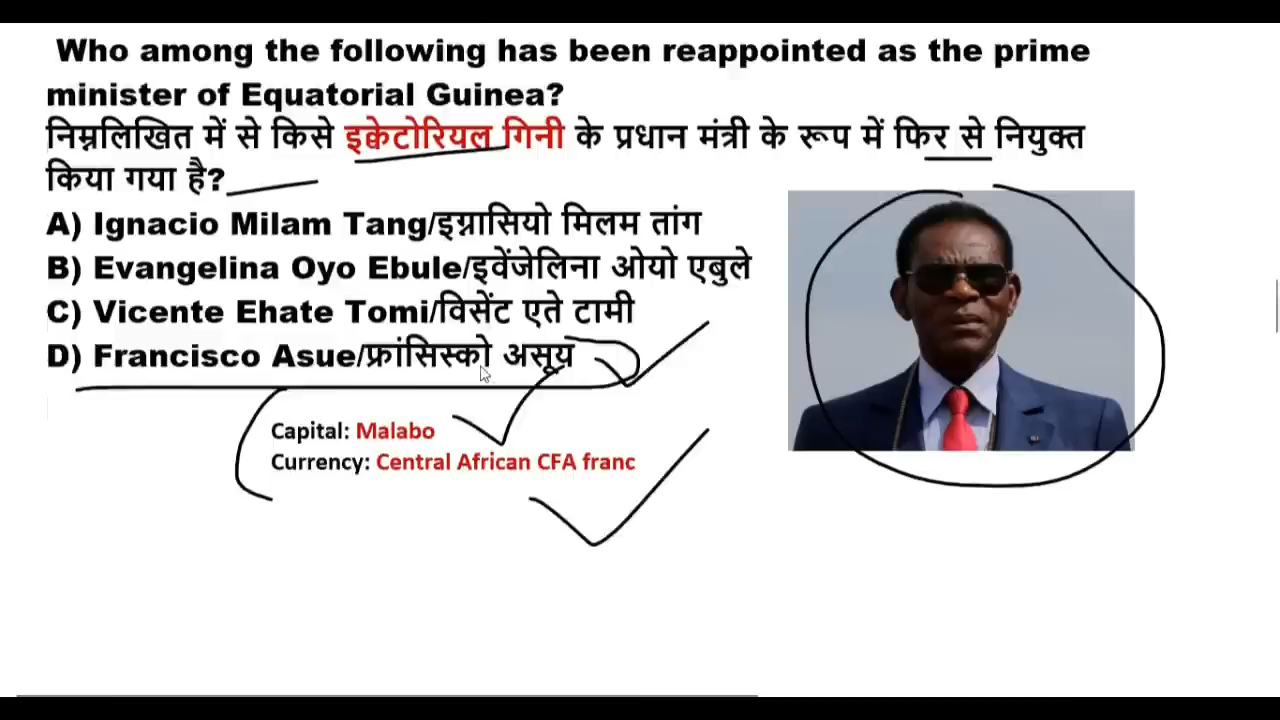 Who among the following has been reappointed as the prime
minister of Equatorial Guinea?
निम्नलिखित में से किसे इक्वेटोरियल गिनी के प्रधान मंत्री के रूप में फिर से नियुक्त
किया गया है?
A) Ignacio Milam Tang/इग्नासियो मिलम तांग
B) Evangelina Oyo Ebule/इवेंजेलिना ओयो एबुले
C) Vicente Ehate Tomi/विसेंट एते टामी
D) Francisco Asue/फ्रांसिस्को असूय
Capital: Malabo
Currency: Central African CFA franc